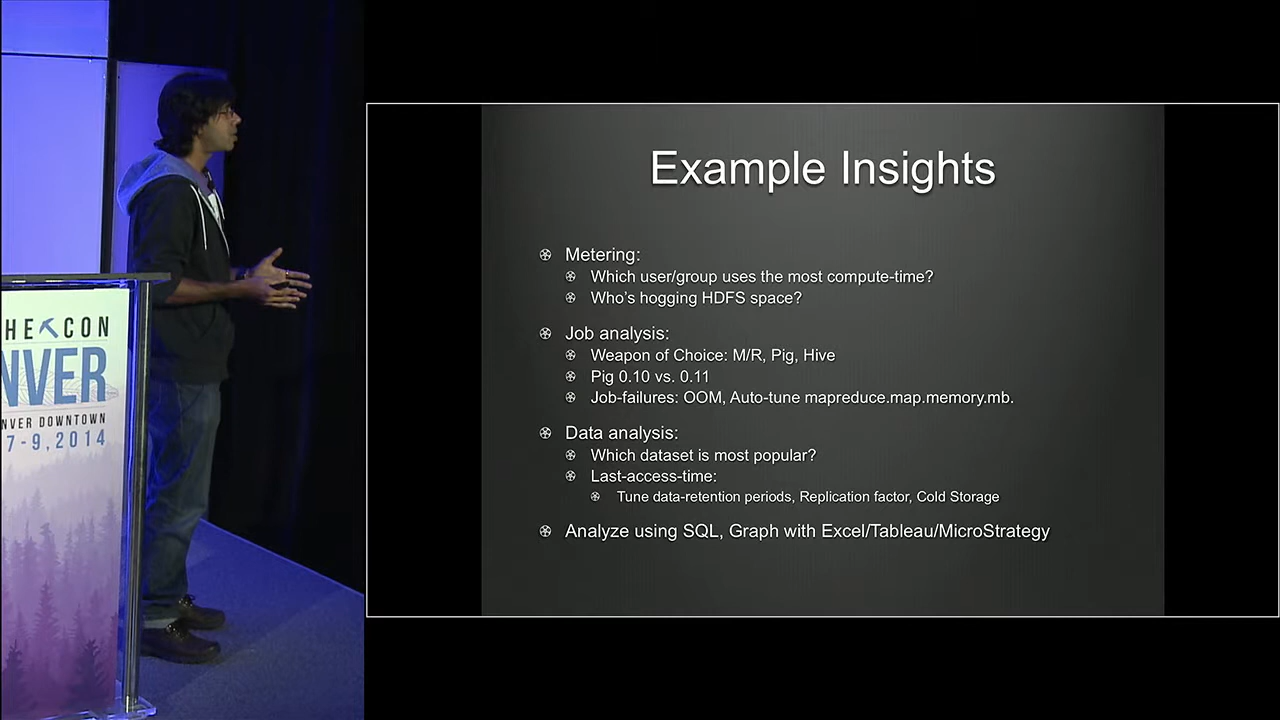 HE CON
NVER
NVER DOWNTOWN
7-9, 2014
Example Insights
Metering:
Which user/group uses the most compute-time?
Who's hogging HDFS space?
Job analysis:
Weapon of Choice: M/R, Pig, Hive
Pig 0.10 vs. 0.11
Job-failures: OOM, Auto-tune mapreduce.map.memory.mb.
Data analysis:
Which dataset is most popular?
Last-access-time:
Tune data-retention periods, Replication factor, Cold Storage
Analyze using SQL, Graph with Excel/Tableau/MicroStrategy